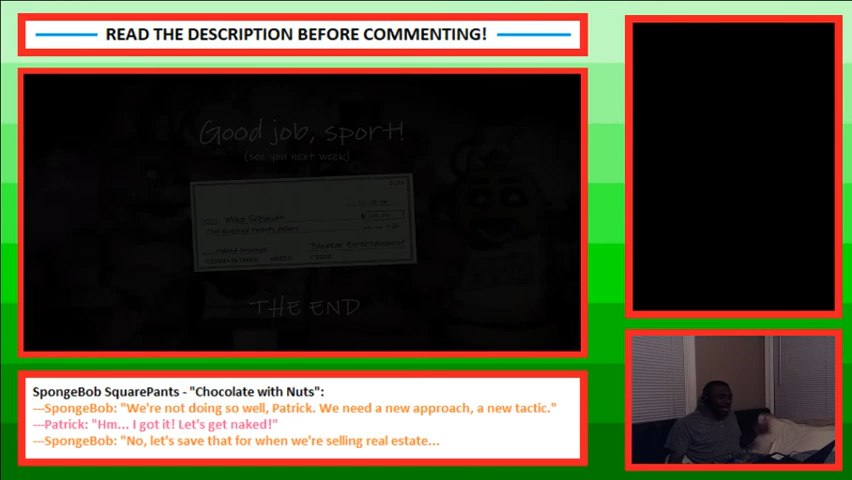 READ THE DESCRIPTION BEFORE COMMENTING!
Good job, sport!
(see you next week)
THE END
SpongeBob SquarePants - "Chocolate with Nuts":
---SpongeBob: "We're not doing so well, Patrick. We need a new approach, a new tactic."
---Patrick: "Hm... I got it! Let's get naked!"
---SpongeBob: "No, let's save that for when we're selling real estate...